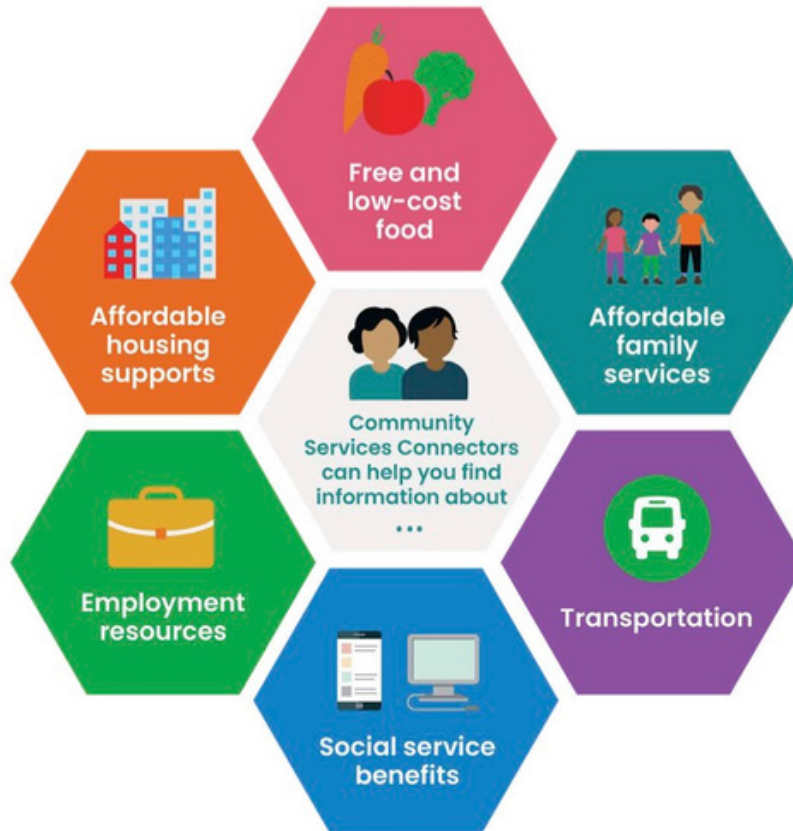 Free and
low-cost
food
Affordable
housing
supports
Affordable
family
services
Community
Services Connectors
can help you find
information about
...
Employment
resources
Transportation
Social service
benefits